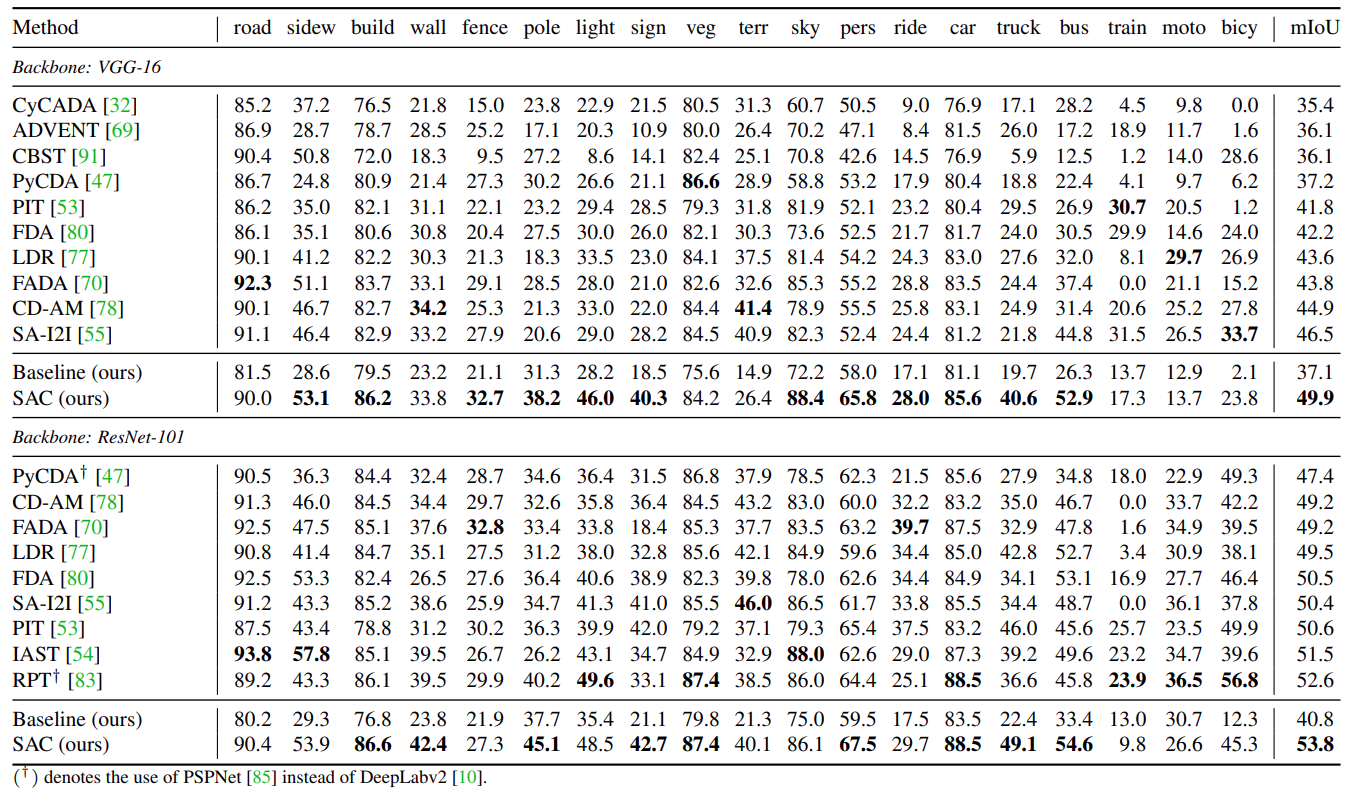 Method road sidew build wall fence pole light sign veg terr sky pers ride car truck bus train moto bicy mIoU
Backbone: VGG-16
CyCADA [32] 85.2 37.2 76.5 21.8 15.0 23.8 22.9 21.5 80.5 31.3 60.7 50.5 9.0 76.9 17.1 28.2 4.5 9.8 0.0 35.4
ADVENT [69] 86.9 28.7 78.7 28.5 25.2 17.1 20.3 10.9 80.0 26.4 70.2 47.1 8.4 81.5 26.0 17.2 18.9 11.7 1.6 36.1
CBST [91] 90.4 50.8 72.0 18.3 9.5 27.2 8.6 14.1 82.4 25.1 70.8 42.6 14.5 76.9 5.9 12.5 1.2 14.0 28.6 36.1
PyCDA [47] 86.7 24.8 80.9 21.4 27.3 30.2 26.6 21.1 86.6 28.9 58.8 53.2 17.9 80.4 18.8 22.4 4.1 9.7 6.2 37.2
PIT [53] 86.2 35.0 82.1 31.1 22.1 23.2 29.4 28.5 79.3 31.8 81.9 52.1 23.2 80.4 29.5 26.9 30.7 20.5 1.2 41.8
FDA [80] 86.1 35.1 80.6 30.8 20.4 27.5 30.0 26.0 82.1 30.3 73.6 52.5 21.7 81.7 24.0 30.5 29.9 14.6 24.0 42.2
LDR [77] 90.1 41.2 82.2 30.3 21.3 18.3 33.5 23.0 84.1 37.5 81.4 54.2 24.3 83.0 27.6 32.0 8.1 29.7 26.9 43.6
FADA [70] 92.3 51.1 83.7 33.1 29.1 28.5 28.0 21.0 82.6 32.6 85.3 55.2 28.8 83.5 24.4 37.4 0.0 21.1 15.2 43.8
CD-AM [78] 90.1 46.7 82.7 34.2 25.3 21.3 33.0 22.0 84.4 41.4 78.9 55.5 25.8 83.1 24.9 31.4 20.6 25.2 27.8 44.9
SA-I2I [55] 91.1 46.4 82.9 33.2 27.9 20.6 29.0 28.2 84.5 40.9 82.3 52.4 24.4 81.2 21.8 44.8 31.5 26.5 33.7 46.5
Baseline (ours) 81.5 28.6 79.5 23.2 21.1 31.3 28.2 18.5 75.6 14.9 72.2 58.0 17.1 81.1 19.7 26.3 13.7 12.9 2.1 37.1
SAC (ours) 90.0 53.1 86.2 33.8 32.7 38.2 46.0 40.3 84.2 26.4 88.4 65.8 28.0 85.6 40.6 52.9 17.3 13.7 23.8 49.9
Backbone: ResNet-101
PyCDA† [47] 90.5 36.3 84.4 32.4 28.7 34.6 36.4 31.5 86.8 37.9 78.5 62.3 21.5 85.6 27.9 34.8 18.0 22.9 49.3 47.4
CD-AM [78] 91.3 46.0 84.5 34.4 29.7 32.6 35.8 36.4 84.5 43.2 83.0 60.0 32.2 83.2 35.0 46.7 0.0 33.7 42.2 49.2
FADA [70] 92.5 47.5 85.1 37.6 32.8 33.4 33.8 18.4 85.3 37.7 83.5 63.2 39.7 87.5 32.9 47.8 1.6 34.9 39.5 49.2
LDR [77] 90.8 41.4 84.7 35.1 27.5 31.2 38.0 32.8 85.6 42.1 84.9 59.6 34.4 85.0 42.8 52.7 3.4 30.9 38.1 49.5
FDA [80] 92.5 53.3 82.4 26.5 27.6 36.4 40.6 38.9 82.3 39.8 78.0 62.6 34.4 84.9 34.1 53.1 16.9 27.7 46.4 50.5
SA-I2I [55] 91.2 43.3 85.2 38.6 25.9 34.7 41.3 41.0 85.5 46.0 86.5 61.7 33.8 85.5 34.4 48.7 0.0 36.1 37.8 50.4
PIT [53] 87.5 43.4 78.8 31.2 30.2 36.3 39.9 42.0 79.2 37.1 79.3 65.4 37.5 83.2 46.0 45.6 25.7 23.5 49.9 50.6
IAST [54] 93.8 57.8 85.1 39.5 26.7 26.2 43.1 34.7 84.9 32.9 88.0 62.6 29.0 87.3 39.2 49.6 23.2 34.7 39.6 51.5
RPT† [83] 89.2 43.3 86.1 39.5 29.9 40.2 49.6 33.1 87.4 38.5 86.0 64.4 25.1 88.5 36.6 45.8 23.9 36.5 56.8 52.6
Baseline (ours) 80.2 29.3 76.8 23.8 21.9 37.7 35.4 21.1 79.8 21.3 75.0 59.5 17.5 83.5 22.4 33.4 13.0 30.7 12.3 40.8
SAC (ours) 90.4 53.9 86.6 42.4 27.3 45.1 48.5 42.7 87.4 40.1 86.1 67.5 29.7 88.5 49.1 54.6 9.8 26.6 45.3 53.8
(†) denotes the use of PSPNet [85] instead of DeepLabv2 [10].